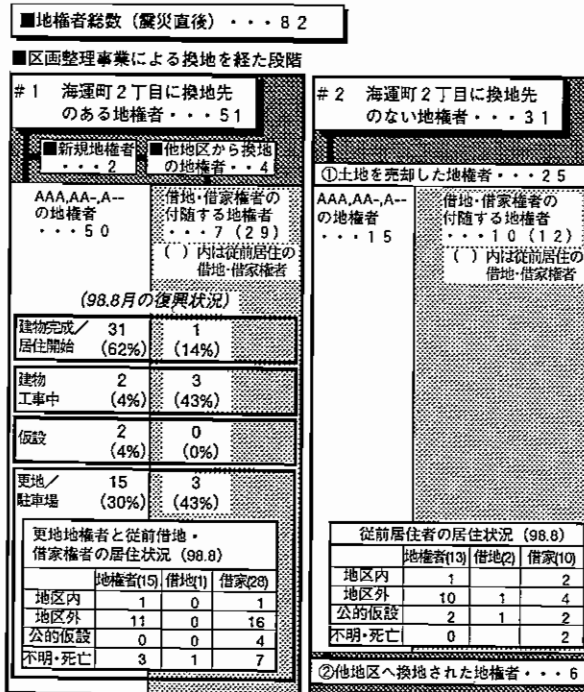 ■地権者総数（震災直後）・・・８２
■区画整理事業による換地を経た段階
＃１　海運町２丁目に換地先
のある地権者・・・５１
■新規地権者
・・・２
■他地区から換地
の地権者・・４
AAA,AA-,A--
の地権者
・・・５０
借地・借家権者の
付随する地権者
・・・７（２９）
（　）内は従前居住の
借地・借家権者
（98.8月の復興状況）
建物完成／ 31 1
居住開始 (62%) (14%)
建物 2 3
工事中 (4%) (43%)
仮設 2 0
(4%) (0%)
更地／ 15 3
駐車場 (30%) (43%)
更地地権者と従前借地・
借家権者の居住状況（98.8）
地権者(15) 借地(1) 借家(28)
地区内 1 0 1
地区外 11 0 16
公的仮設 0 0 4
不明・死亡 3 1 7
＃２　海運町２丁目に換地先
のない地権者・・・３１
①土地を売却した地権者・・・２５
AAA,AA-,A--
の地権者
・・・１５
借地・借家権者の
付随する地権者
・・・１０（１２）
（　）内は従前居住の
借地・借家権者
従前居住者の居住状況（98.8）
地権者(13) 借地(2) 借家(10)
地区内 1 2
地区外 10 1 4
公的仮設 2 1 2
不明・死亡 0 2
②他地区へ換地された地権者・・・６